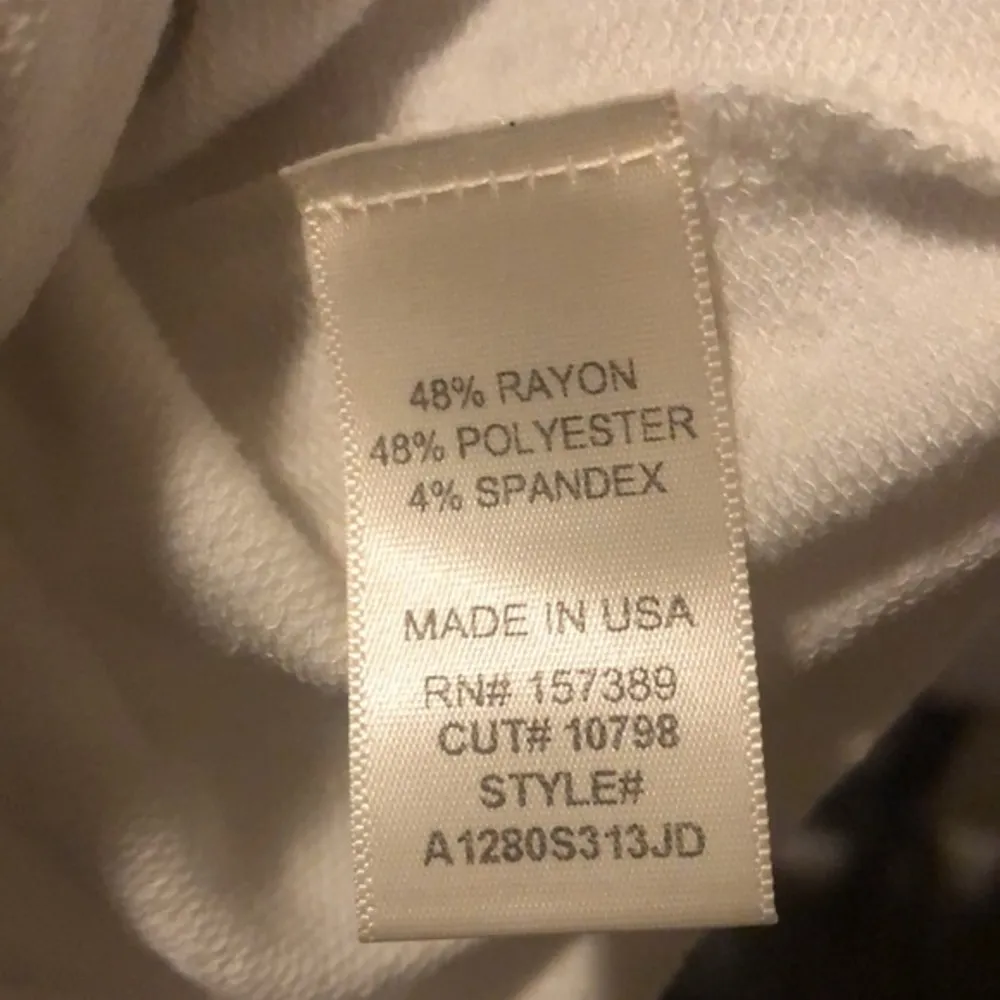 48% RAYON
48% POLYESTER
4% SPANDEX
MADE IN USA
RN# 157389
CUT# 10798
STYLE#
A1280S313JD